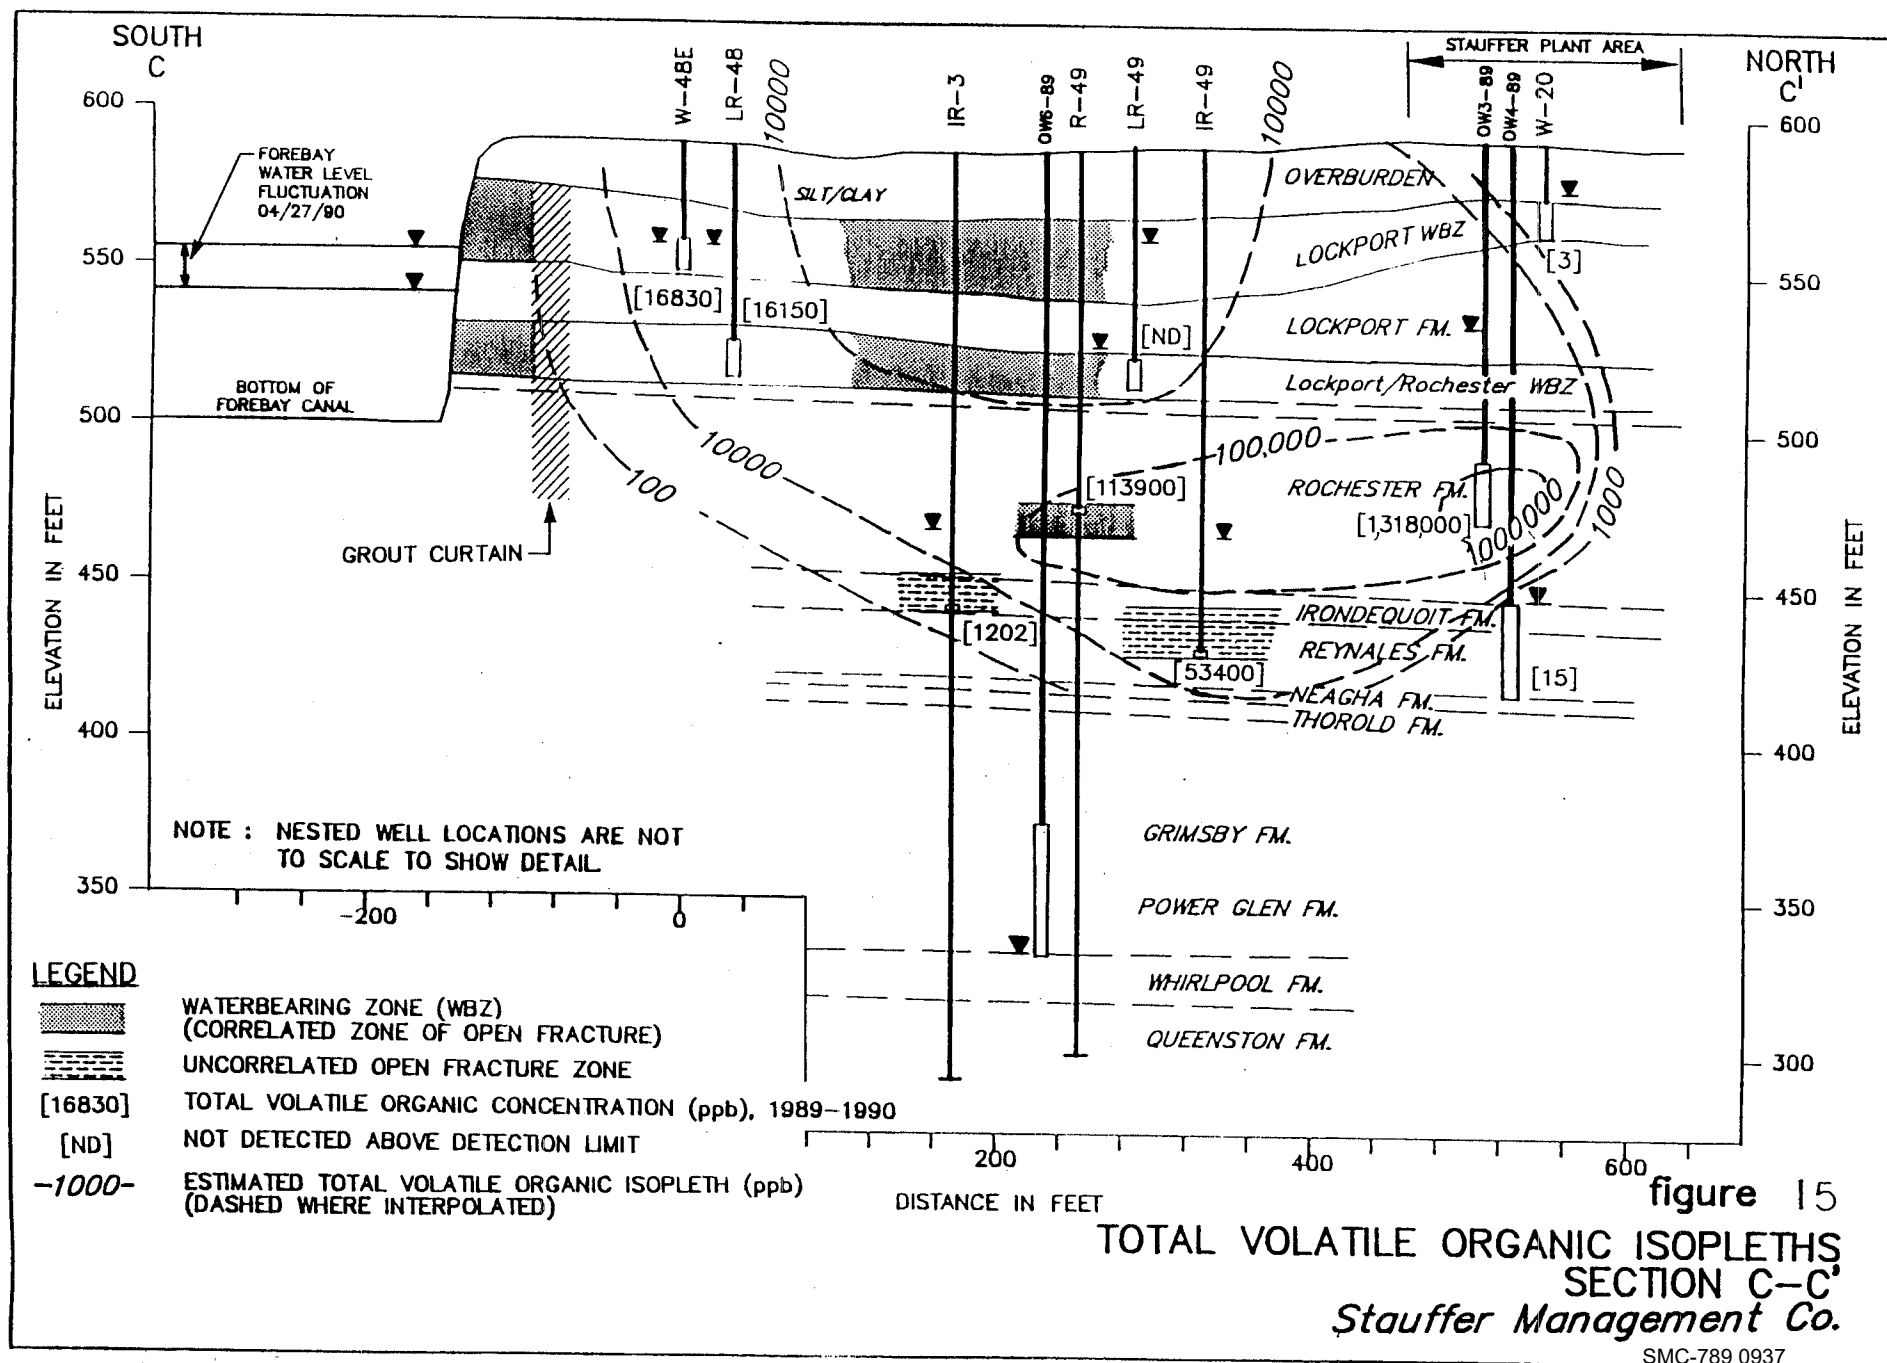 SOUTH
C
W-48E
LR-48
10000
IR-3
OW6-89
R-49
LR-49
IR-49
10000
STAUFFER PLANT AREA
OW3-89
OW4-89
W-20
NORTH
C'
600
600
FOREBAY
WATER LEVEL
FLUCTUATION
04/27/90
SILT/CLAY
OVERBURDEN
LOCKPORT WBZ
[3]
550
550
[16830]
[16150]
[ND]
LOCKPORT FM.
BOTTOM OF
FOREBAY CANAL
Lockport/Rochester WBZ
500
500
10000
100
100,000
[113900]
ROCHESTER FM.
[1,318,000]
1000,000
1000
GROUT CURTAIN
ELEVATION IN FEET
ELEVATION IN FEET
450
450
IRONDEQUOIT FM.
[1202]
REYNALES FM.
[53400]
[15]
NEAGHA FM.
THOROLD FM.
400
400
NOTE : NESTED WELL LOCATIONS ARE NOT
TO SCALE TO SHOW DETAIL
GRIMSBY FM.
350
350
-200
0
POWER GLEN FM.
WHIRLPOOL FM.
QUEENSTON FM.
300
LEGEND
WATERBEARING ZONE (WBZ)
(CORRELATED ZONE OF OPEN FRACTURE)
UNCORRELATED OPEN FRACTURE ZONE
[16830] TOTAL VOLATILE ORGANIC CONCENTRATION (ppb), 1989-1990
[ND] NOT DETECTED ABOVE DETECTION LIMIT
-1000- ESTIMATED TOTAL VOLATILE ORGANIC ISOPLETH (ppb)
(DASHED WHERE INTERPOLATED)
200
400
600
DISTANCE IN FEET
figure 15
TOTAL VOLATILE ORGANIC ISOPLETHS
SECTION C-C'
Stauffer Management Co.
SMC-789 0937